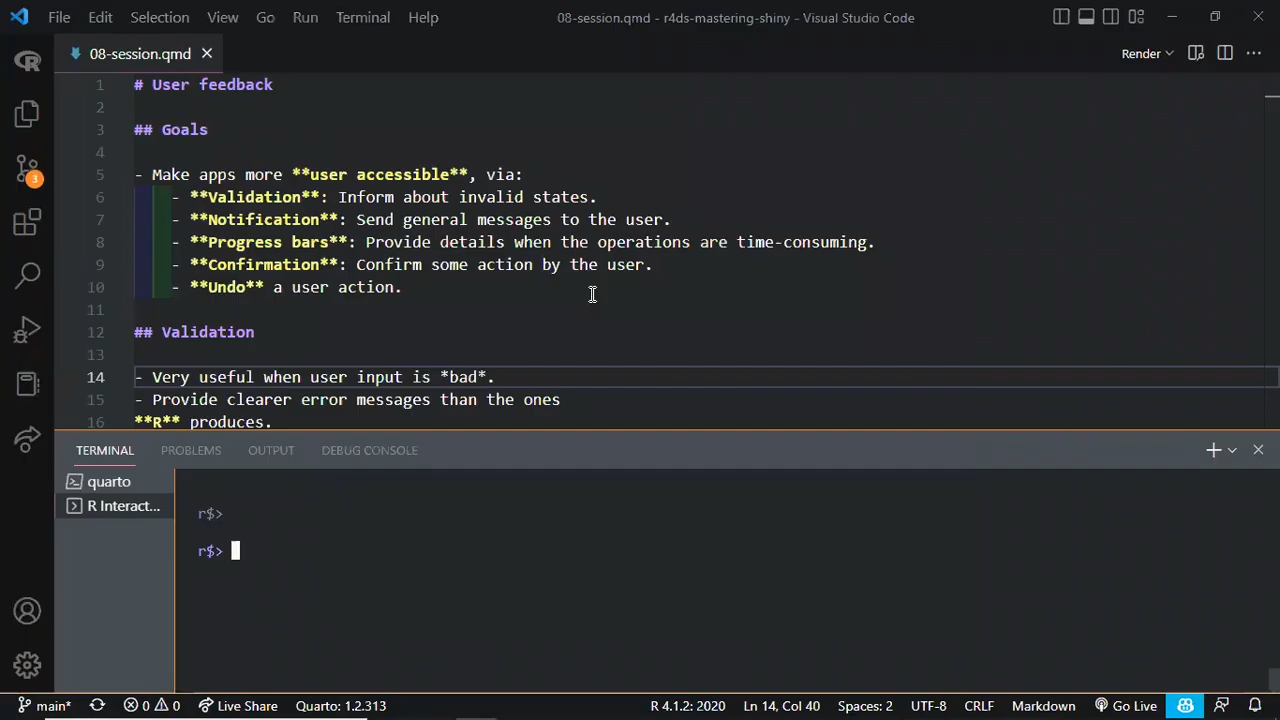 File Edit Selection View Go Run Terminal Help 08-session.qmd - r4ds-mastering-shiny - Visual Studio Code
08-session.qmd
Render
1 # User feedback
2
3 ## Goals
4
5 - Make apps more **user accessible**, via:
6 - **Validation**: Inform about invalid states.
7 - **Notification**: Send general messages to the user.
8 - **Progress bars**: Provide details when the operations are time-consuming.
9 - **Confirmation**: Confirm some action by the user.
10 - **Undo** a user action.
11
12 ## Validation
13
14 - Very useful when user input is *bad*.
15 - Provide clearer error messages than the ones
16 **R** produces.
3
TERMINAL PROBLEMS OUTPUT DEBUG CONSOLE
quarto
R Interact...
r$>
r$>
main* 0 0 Live Share Quarto: 1.2.313 R 4.1.2: 2020 Ln 14, Col 40 Spaces: 2 UTF-8 CRLF Markdown Go Live